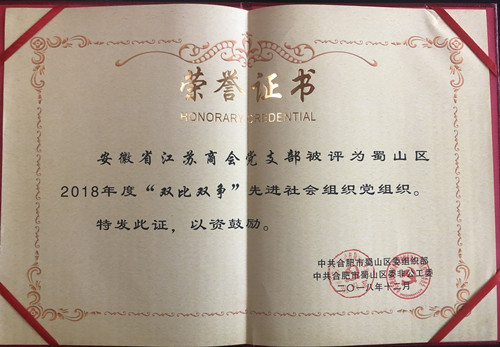 荣誉证书
HONORARY CREDENTIAL
安徽省江苏商会党支部被评为蜀山区
2018年度“双比双争”先进社会组织党组织。
特发此证，以资鼓励。
中共合肥市蜀山区委组织部
中共合肥市蜀山区委非公工委
二〇一八年十二月